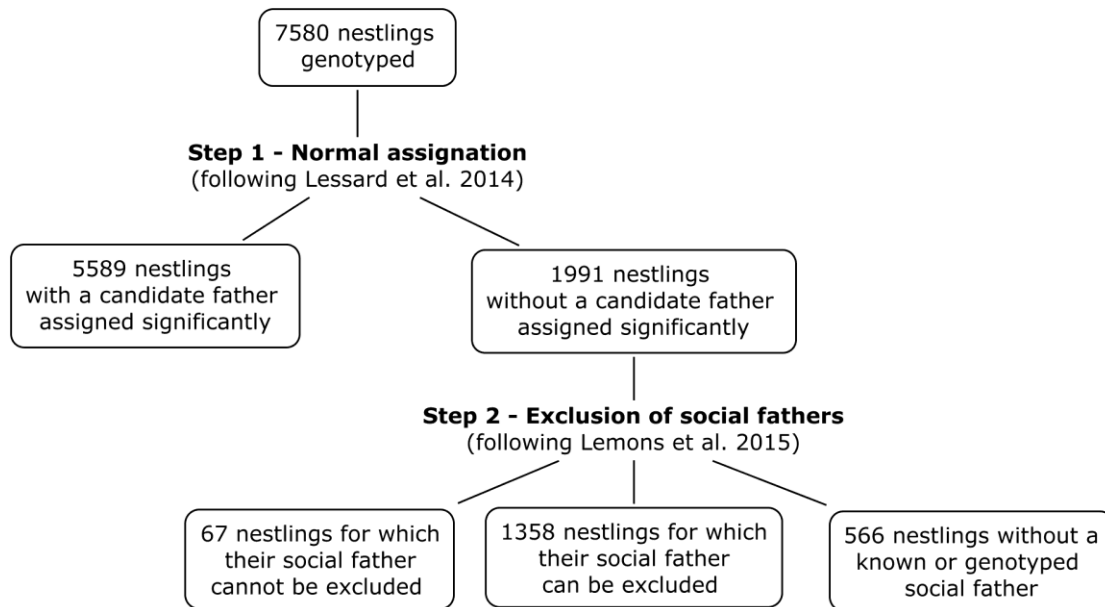 7580 nestlings
genotyped
Step 1 - Normal assignation
(following Lessard et al. 2014)
5589 nestlings
with a candidate father
assigned significantly
1991 nestlings
without a candidate father
assigned significantly
Step 2 - Exclusion of social fathers
(following Lemons et al. 2015)
67 nestlings for which
their social father
cannot be excluded
1358 nestlings for which
their social father
can be excluded
566 nestlings without a
known or genotyped
social father